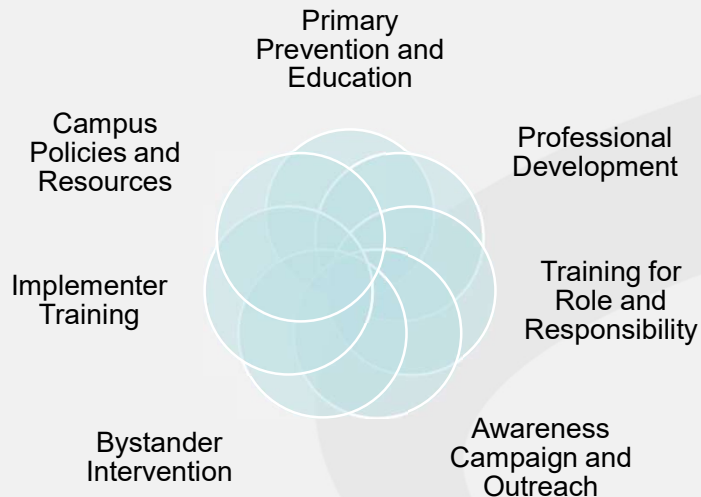 Primary
Prevention and
Education
Professional
Development
Training for
Role and
Responsibility
Awareness
Campaign and
Outreach
Bystander
Intervention
Implementer
Training
Campus
Policies and
Resources